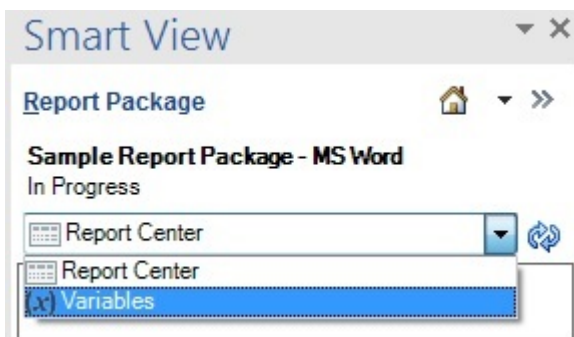 Smart View
Report Package
Sample Report Package - MS Word
In Progress
Report Center
Report Center
(x) Variables